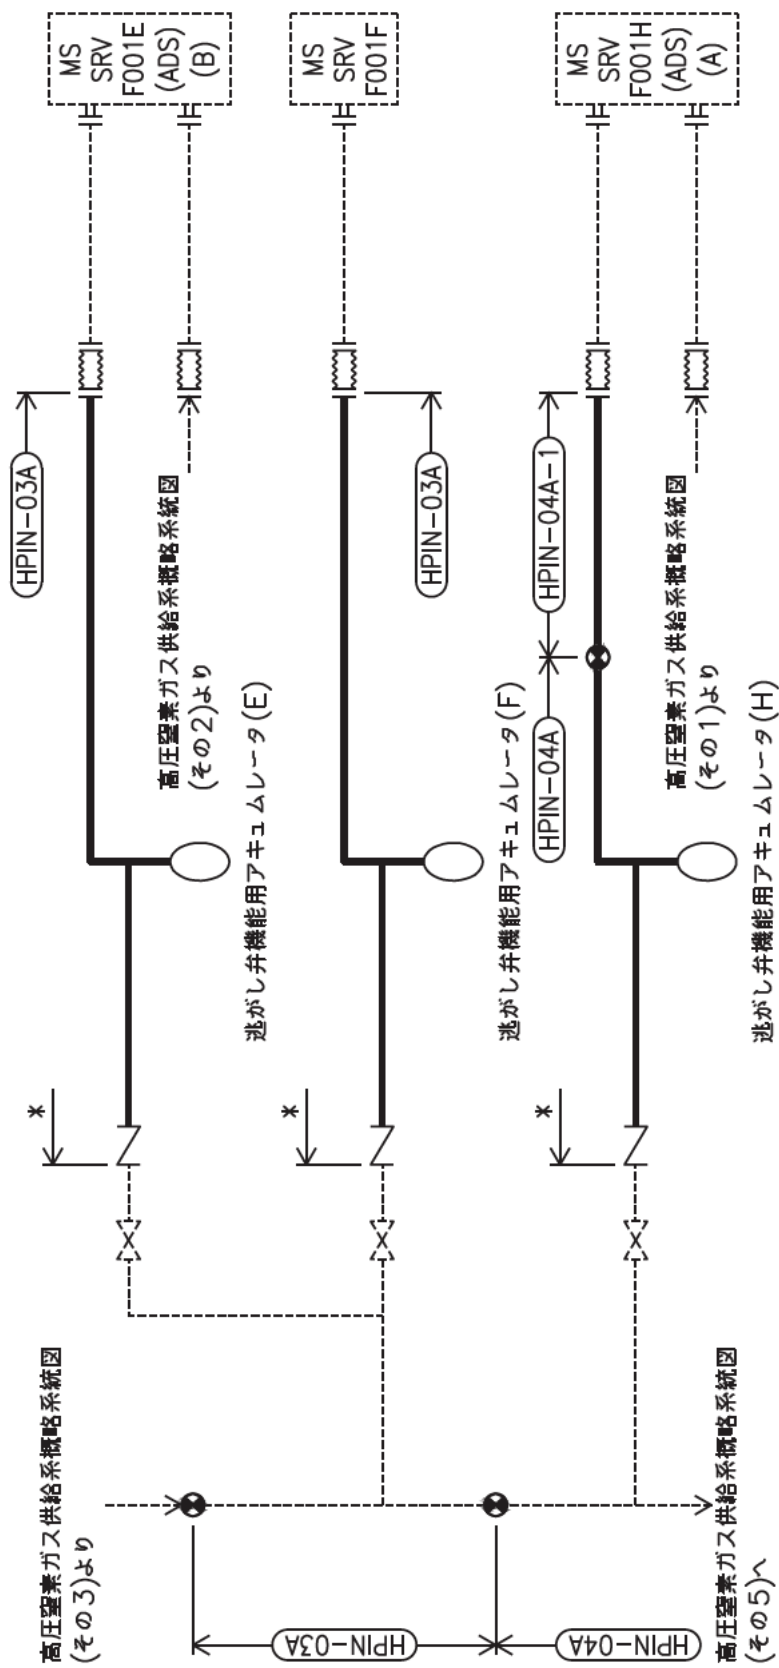 MS
SRV
F001E
(ADS)
(B)
HPIN-03A
高圧窒素ガス供給系概略系統図
(その2)より
逃がし弁機能用アキュムレータ(E)
*
MS
SRV
F001F
HPIN-03A
逃がし弁機能用アキュムレータ(F)
*
MS
SRV
F001H
(ADS)
(A)
HPIN-04A-1
HPIN-04A
高圧窒素ガス供給系概略系統図
(その1)より
逃がし弁機能用アキュムレータ(H)
*
高圧窒素ガス供給系概略系統図
(その3)より
HPIN-03A
HPIN-04A
高圧窒素ガス供給系概略系統図
(その5)へ